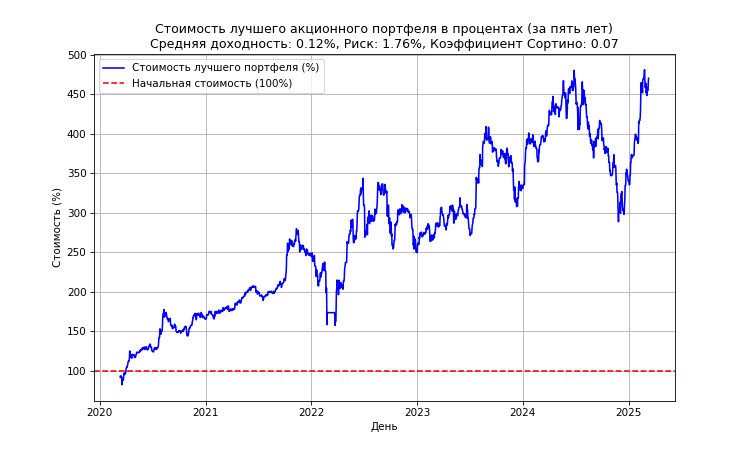 Стоимость лучшего акционного портфеля в процентах (за пять лет)
Средняя доходность: 0.12%, Риск: 1.76%, Коэффициент Сортино: 0.07
Стоимость лучшего портфеля (%)
Начальная стоимость (100%)
Стоимость (%)
500
450
400
350
300
250
200
150
100
2020 2021 2022 2023 2024 2025
День